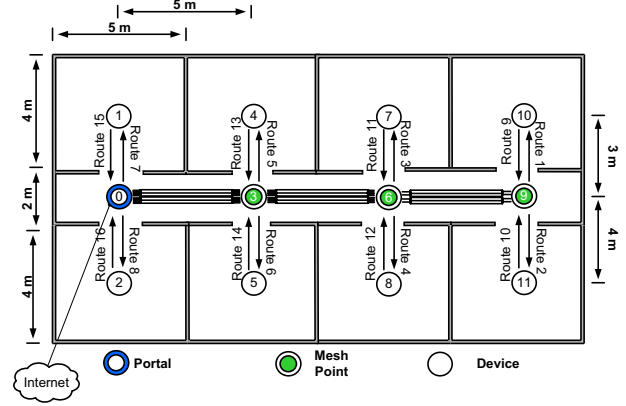 5 m
5 m
4 m
2 m
4 m
3 m
4 m
1
4
7
10
Route 15
Route 7
Route 13
Route 5
Route 11
Route 3
Route 9
Route 1
0
3
6
9
Route 16
Route 8
Route 14
Route 6
Route 12
Route 4
Route 10
Route 2
2
5
8
11
Internet
Portal
Mesh
Point
Device